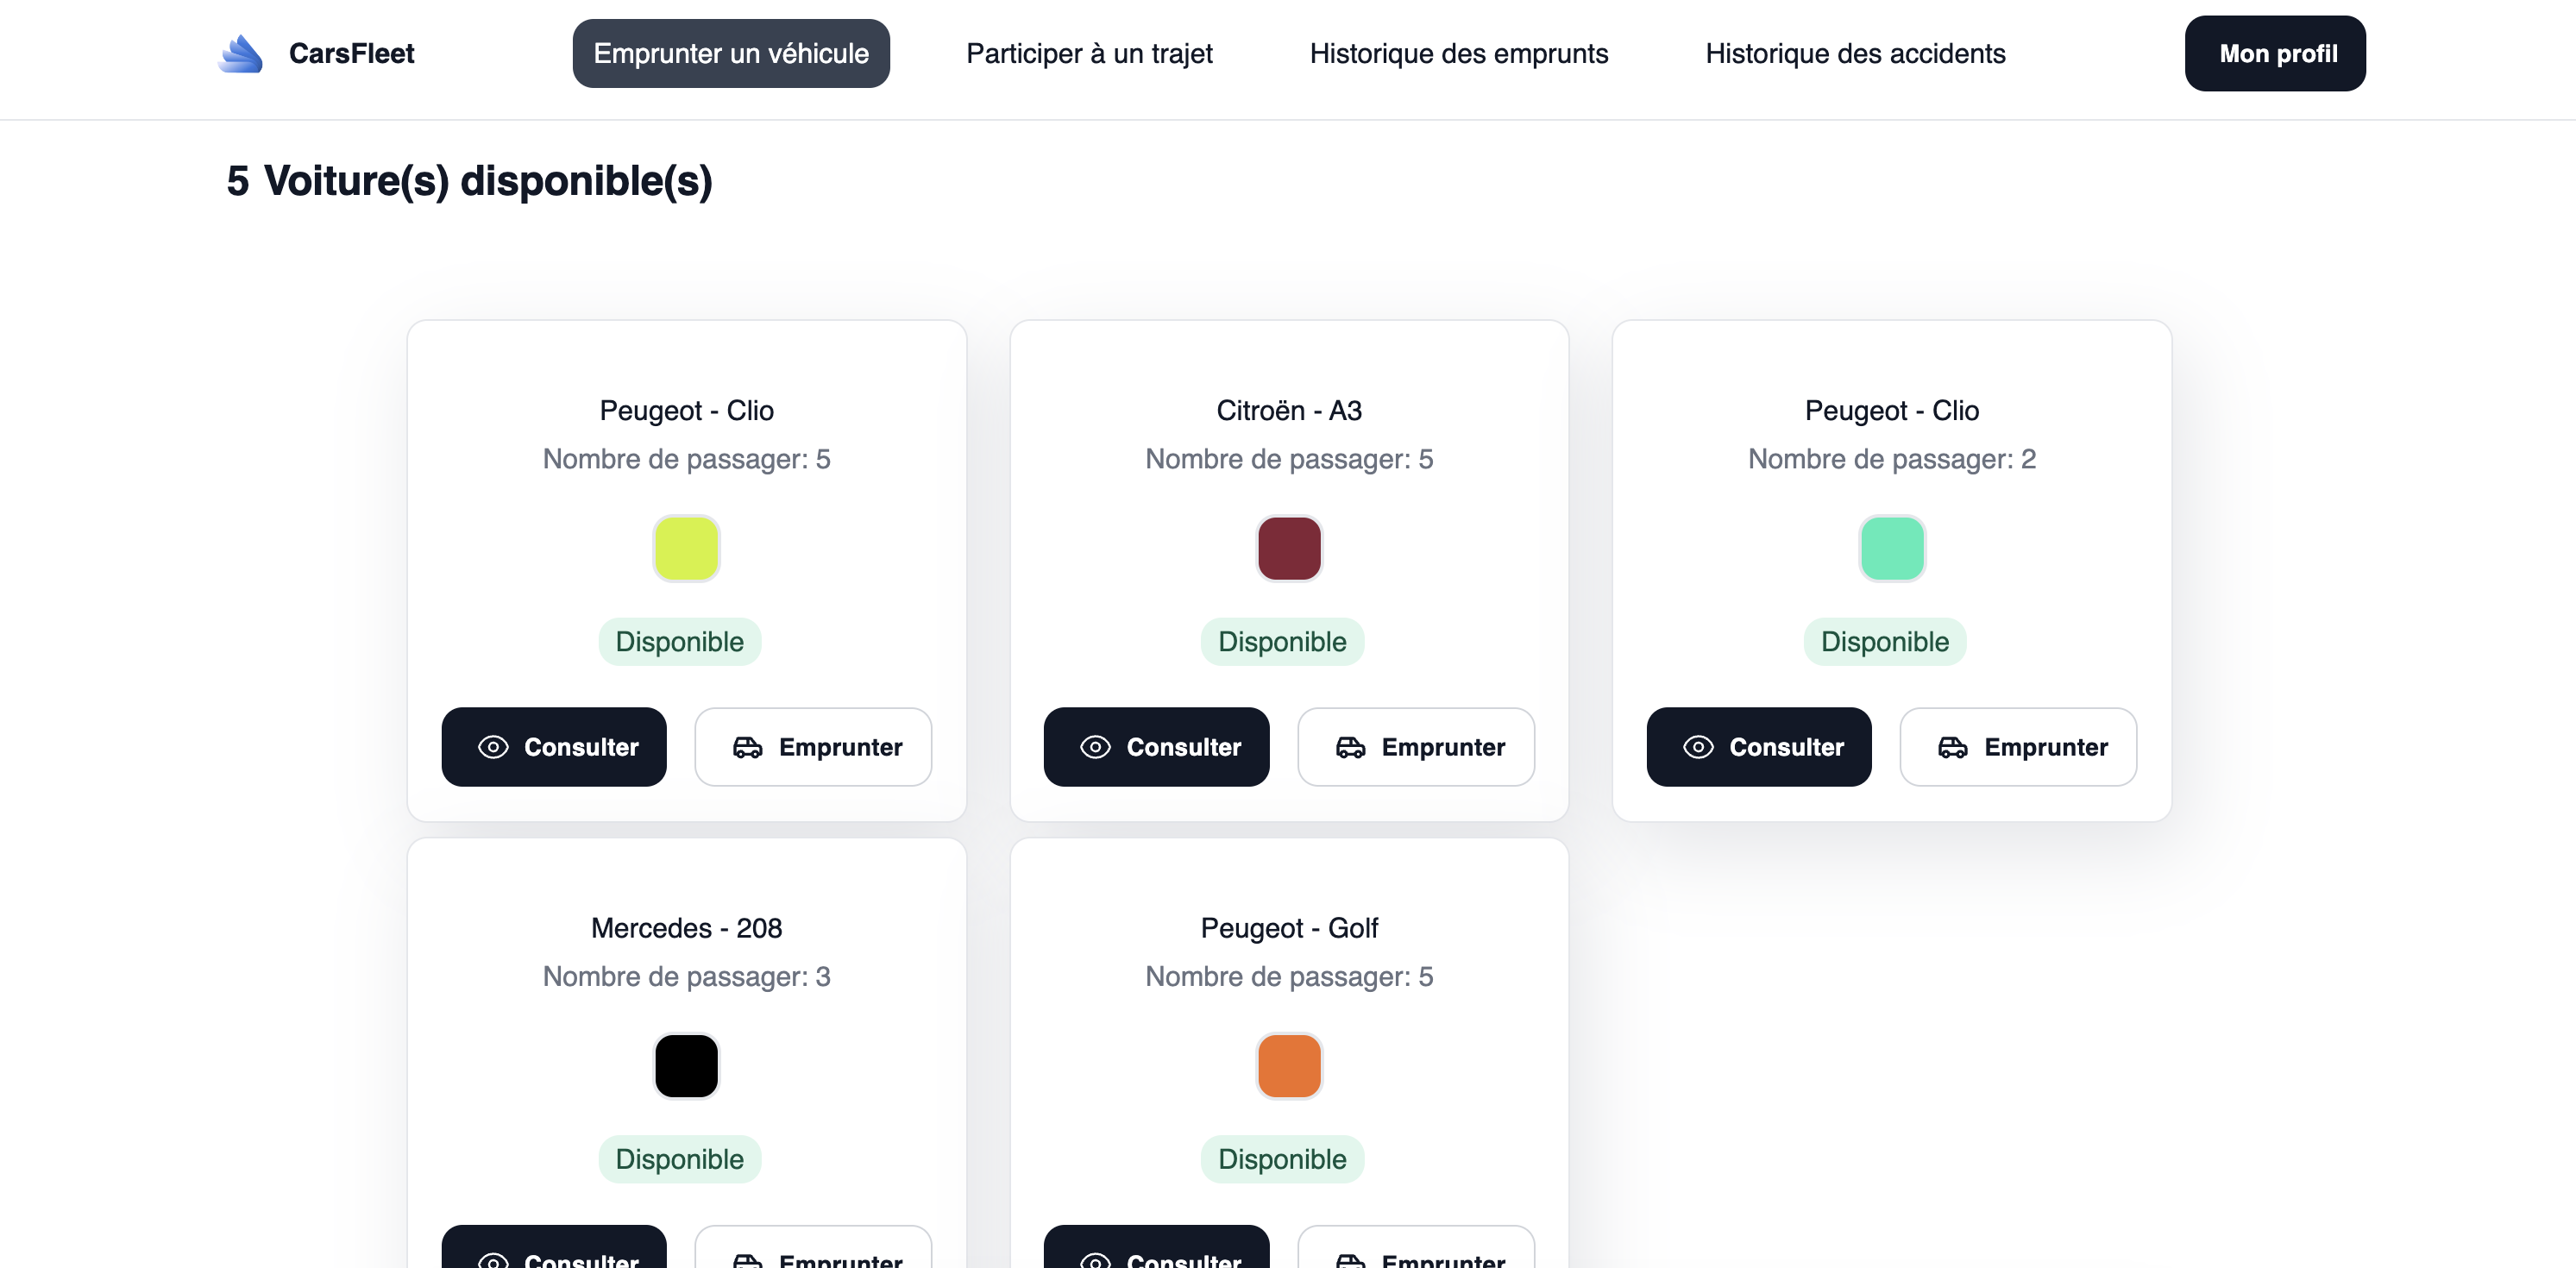 CarsFleet
Emprunter un véhicule
Participer à un trajet
Historique des emprunts
Historique des accidents
Mon profil
5 Voiture(s) disponible(s)
Peugeot - Clio
Nombre de passager: 5
Disponible
Consulter
Emprunter
Citroën - A3
Nombre de passager: 5
Disponible
Consulter
Emprunter
Peugeot - Clio
Nombre de passager: 2
Disponible
Consulter
Emprunter
Mercedes - 208
Nombre de passager: 3
Disponible
Consulter
Emprunter
Peugeot - Golf
Nombre de passager: 5
Disponible
Consulter
Emprunter